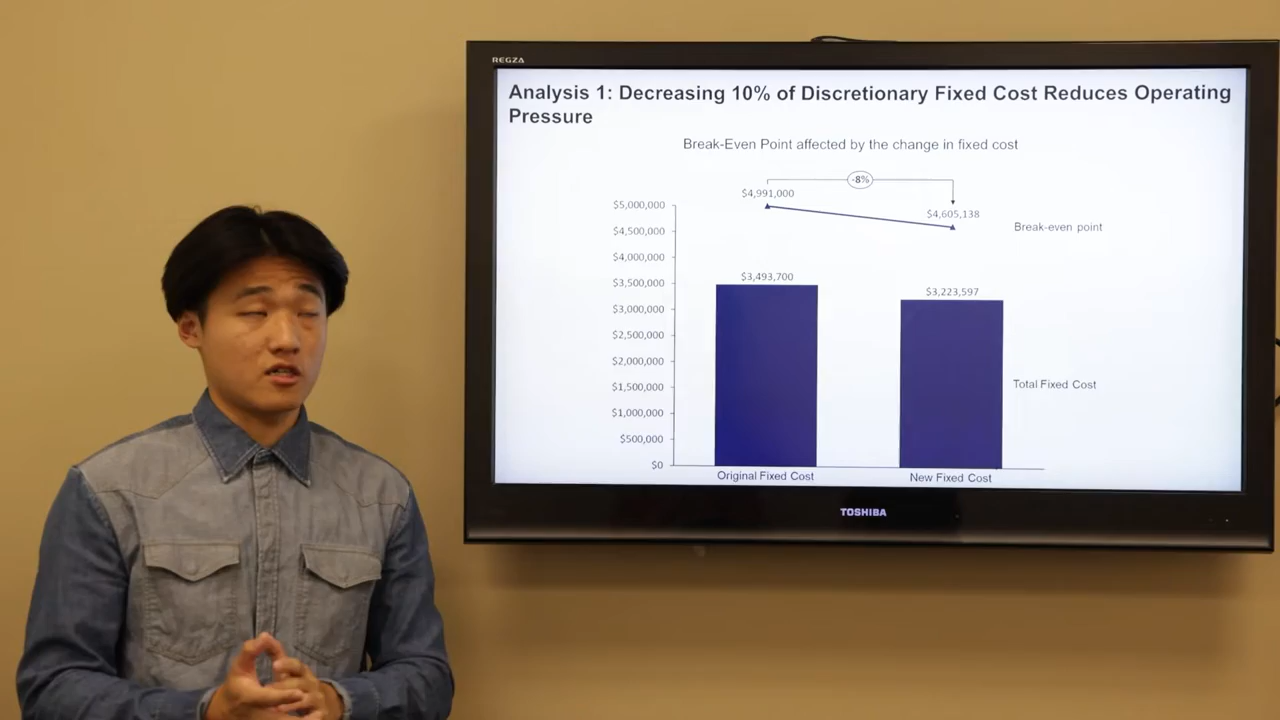 REGZA
Analysis 1: Decreasing 10% of Discretionary Fixed Cost Reduces Operating
Pressure
Break-Even Point affected by the change in fixed cost
-8%
$4,991,000
$4,605,138
Break-even point
$5,000,000
$4,500,000
$4,000,000
$3,500,000
$3,000,000
$2,500,000
$2,000,000
$1,500,000
$1,000,000
$500,000
$0
$3,493,700
$3,223,597
Total Fixed Cost
Original Fixed Cost
New Fixed Cost
TOSHIBA